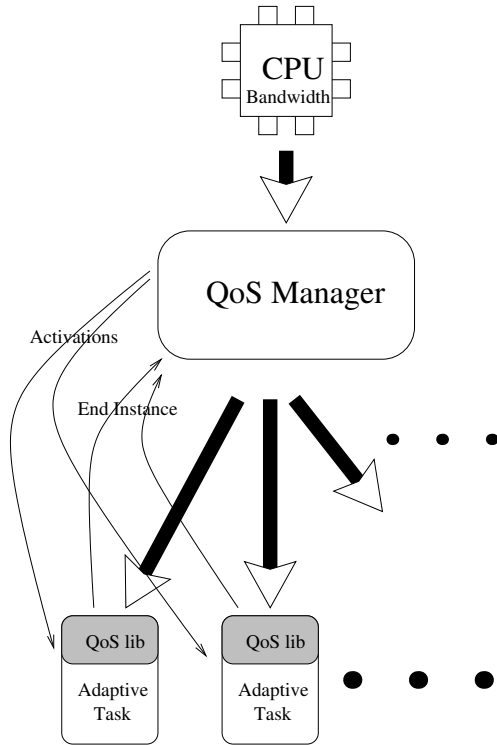 CPU
Bandwidth
QoS Manager
Activations
End Instance
QoS lib
Adaptive
Task
QoS lib
Adaptive
Task